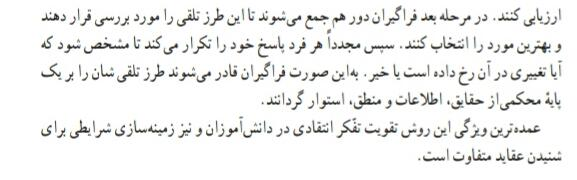 ارزیابی کنند. در مرحله بعد فراگیران دور هم جمع می‌شوند تا این طرز تلقی را مورد بررسی قرار دهند
و بهترین مورد را انتخاب کنند. سپس مجدداً هر فرد پاسخ خود را تکرار می‌کند تا مشخص شود که
آیا تغییری در آن رخ داده است یا خیر. به‌این صورت فراگیران قادر می‌شوند طرز تلقی شان را بر یک
پایهٔ محکمی‌از حقایق، اطلاعات و منطق، استوار گردانند.
عمده‌ترین ویژگی این روش تقویت تفّکر انتقادی در دانش‌آموزان و نیز زمینه‌سازی شرایطی برای
شنیدن عقاید متفاوت است.